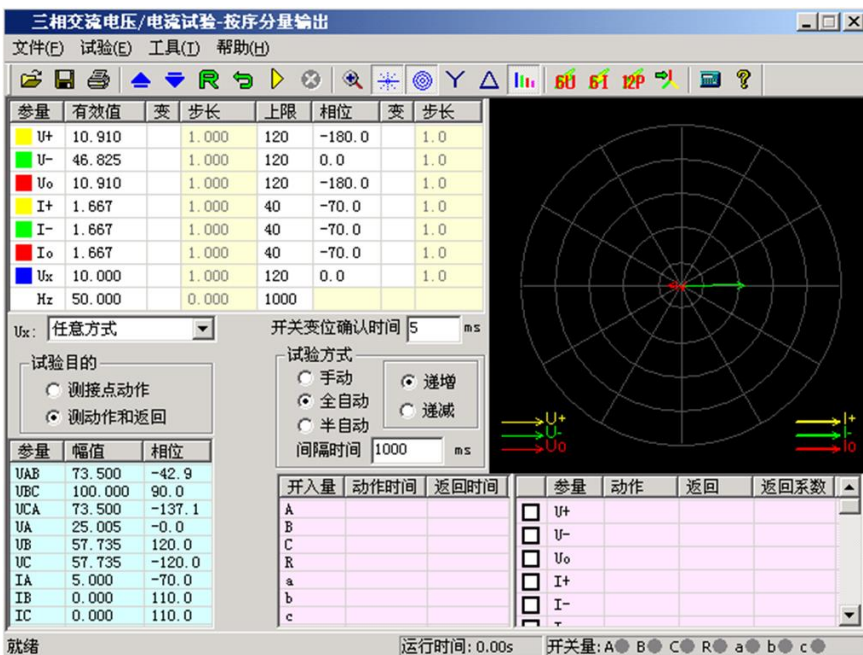 三相交流电压/电流试验-按序分量输出
文件(F) 试验(E) 工具(T) 帮助(H)
R 6U 6I 12P
参量 有效值 变 步长 上限 相位 变 步长
U+ 10.910 1.000 120 -180.0 1.0
U- 46.825 1.000 120 0.0 1.0
Uo 10.910 1.000 120 -180.0 1.0
I+ 1.667 1.000 40 -70.0 1.0
I- 1.667 1.000 40 -70.0 1.0
Io 1.667 1.000 40 -70.0 1.0
Ux 10.000 1.000 120 0.0 1.0
Hz 50.000 0.000 1000
Ux: 任意方式 开关变位确认时间 5 ms
试验目的
测接点动作
测动作和返回
试验方式
手动
全自动
半自动
递增
递减
间隔时间 1000 ms
U+
U-
Uo
I+
I-
Io
参量 幅值 相位
UAB 73.500 -42.9
UBC 100.000 90.0
UCA 73.500 -137.1
UA 25.005 -0.0
UB 57.735 120.0
UC 57.735 -120.0
IA 5.000 -70.0
IB 0.000 110.0
IC 0.000 110.0
开入量 动作时间 返回时间
A
B
C
R
a
b
c
参量 动作 返回 返回系数
U+
U-
Uo
I+
I-
就绪 运行时间: 0.00s 开关量: A B C R a b c